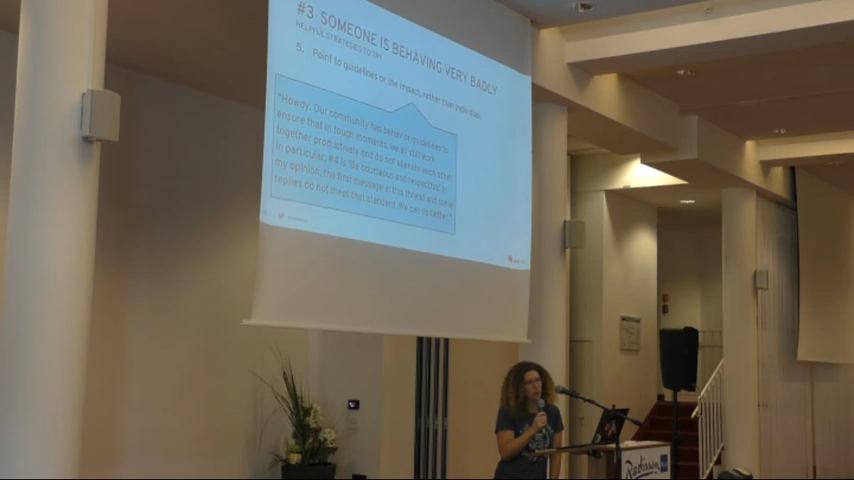 #3 SOMEONE IS BEHAVING VERY BADLY
HELPFUL STRATEGIES TO TRY
5. Point to guidelines or the impact, rather than individuals
"Howdy. Our community has behavior guidelines to
ensure that in tough moments, we all still work
together productively and do not alienate each other.
In particular, #4 is 'Be courteous and respectful.' In
my opinion, the first message in this thread and some
replies do not meet that standard. We can do better."
Radisson